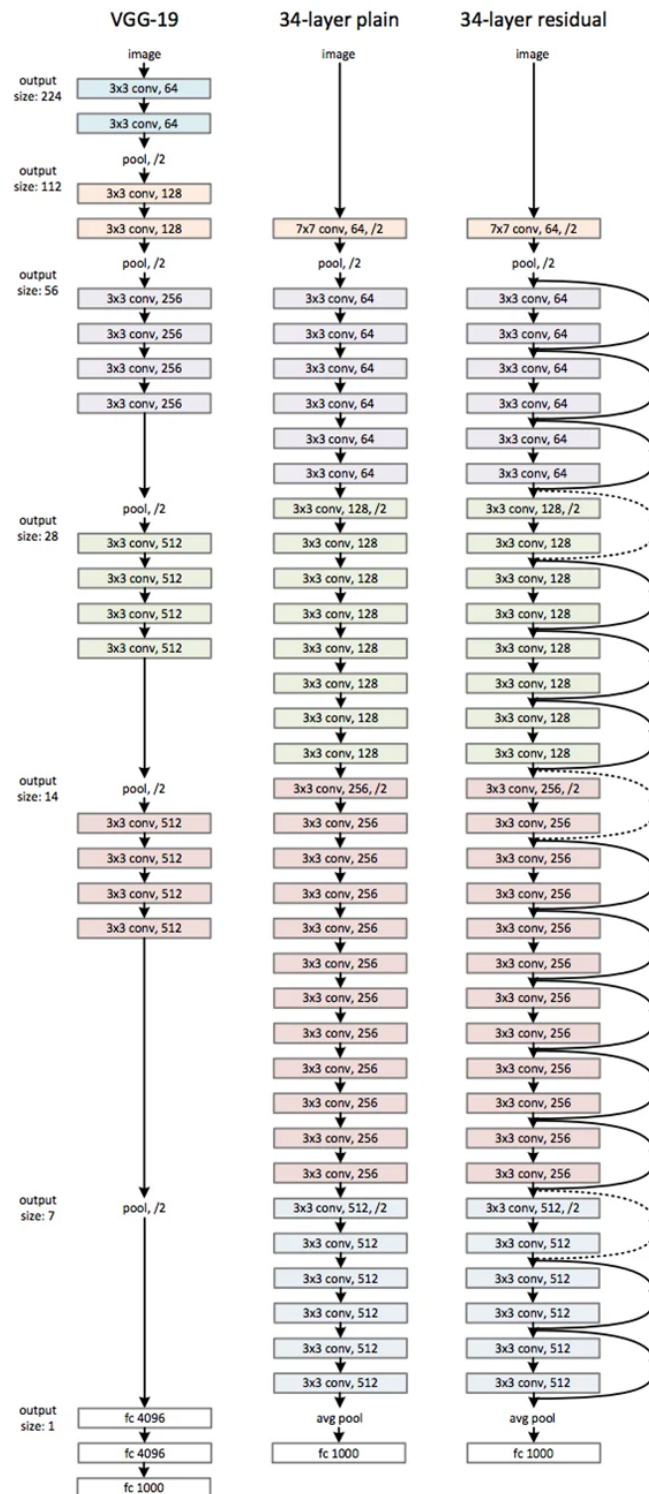 output
size: 224
output
size: 112
output
size: 56
output
size: 28
output
size: 14
output
size: 7
output
size: 1
VGG-19
image
3x3 conv, 64
3x3 conv, 64
pool, /2
3x3 conv, 128
3x3 conv, 128
pool, /2
3x3 conv, 256
3x3 conv, 256
3x3 conv, 256
3x3 conv, 256
pool, /2
3x3 conv, 512
3x3 conv, 512
3x3 conv, 512
3x3 conv, 512
pool, /2
3x3 conv, 512
3x3 conv, 512
3x3 conv, 512
3x3 conv, 512
pool, /2
fc 4096
fc 4096
fc 1000
34-layer plain
image
7x7 conv, 64, /2
pool, /2
3x3 conv, 64
3x3 conv, 64
3x3 conv, 64
3x3 conv, 64
3x3 conv, 64
3x3 conv, 64
3x3 conv, 128, /2
3x3 conv, 128
3x3 conv, 128
3x3 conv, 128
3x3 conv, 128
3x3 conv, 128
3x3 conv, 128
3x3 conv, 128
3x3 conv, 256, /2
3x3 conv, 256
3x3 conv, 256
3x3 conv, 256
3x3 conv, 256
3x3 conv, 256
3x3 conv, 256
3x3 conv, 256
3x3 conv, 256
3x3 conv, 256
3x3 conv, 256
3x3 conv, 256
3x3 conv, 512, /2
3x3 conv, 512
3x3 conv, 512
3x3 conv, 512
3x3 conv, 512
3x3 conv, 512
avg pool
fc 1000
34-layer residual
image
7x7 conv, 64, /2
pool, /2
3x3 conv, 64
3x3 conv, 64
3x3 conv, 64
3x3 conv, 64
3x3 conv, 64
3x3 conv, 64
3x3 conv, 128, /2
3x3 conv, 128
3x3 conv, 128
3x3 conv, 128
3x3 conv, 128
3x3 conv, 128
3x3 conv, 128
3x3 conv, 128
3x3 conv, 256, /2
3x3 conv, 256
3x3 conv, 256
3x3 conv, 256
3x3 conv, 256
3x3 conv, 256
3x3 conv, 256
3x3 conv, 256
3x3 conv, 256
3x3 conv, 256
3x3 conv, 256
3x3 conv, 256
3x3 conv, 512, /2
3x3 conv, 512
3x3 conv, 512
3x3 conv, 512
3x3 conv, 512
3x3 conv, 512
avg pool
fc 1000